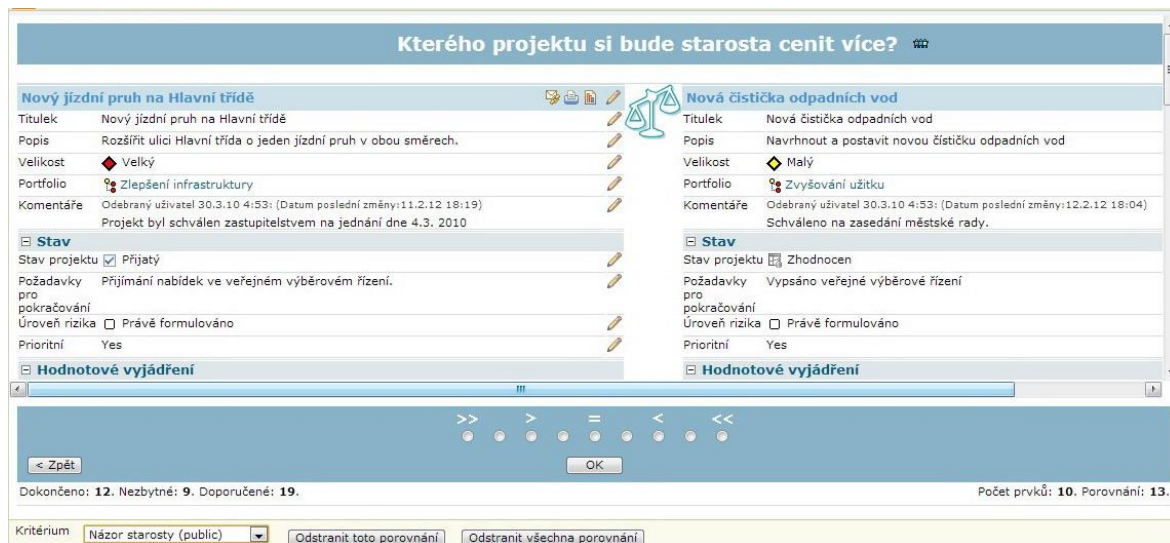 Kterého projektu si bude starosta cenit více?
Nový jízdní pruh na Hlavní třídě
Titulek Nový jízdní pruh na Hlavní třídě
Popis Rozšířit ulici Hlavní třída o jeden jízdní pruh v obou směrech.
Velikost Velký
Portfolio Zlepšení infrastruktury
Komentáře Odebraný uživatel 30.3.10 4:53: (Datum poslední změny:11.2.12 18:19)
Projekt byl schválen zastupitelstvem na jednání dne 4.3. 2010
Stav
Stav projektu Přijatý
Požadavky pro pokračování Přijímání nabídek ve veřejném výběrovém řízení.
Úroveň rizika Právě formulováno
Prioritní Yes
Hodnotové vyjádření
Nová čistička odpadních vod
Titulek Nová čistička odpadních vod
Popis Navrhnout a postavit novou čističku odpadních vod
Velikost Malý
Portfolio Zvyšování užitku
Komentáře Odebraný uživatel 30.3.10 4:53: (Datum poslední změny:12.2.12 18:04)
Schváleno na zasedání městské rady.
Stav
Stav projektu Zhodnocen
Požadavky pro pokračování Vypsáno veřejné výběrové řízení
Úroveň rizika Právě formulováno
Prioritní Yes
Hodnotové vyjádření
>> > = < <<
< Zpět OK
Dokončeno: 12. Nezbytné: 9. Doporučené: 19. Počet prvků: 10. Porovnání: 13.
Kritérium Názor starosty (public) Odstranit toto porovnání Odstranit všechna porovnání